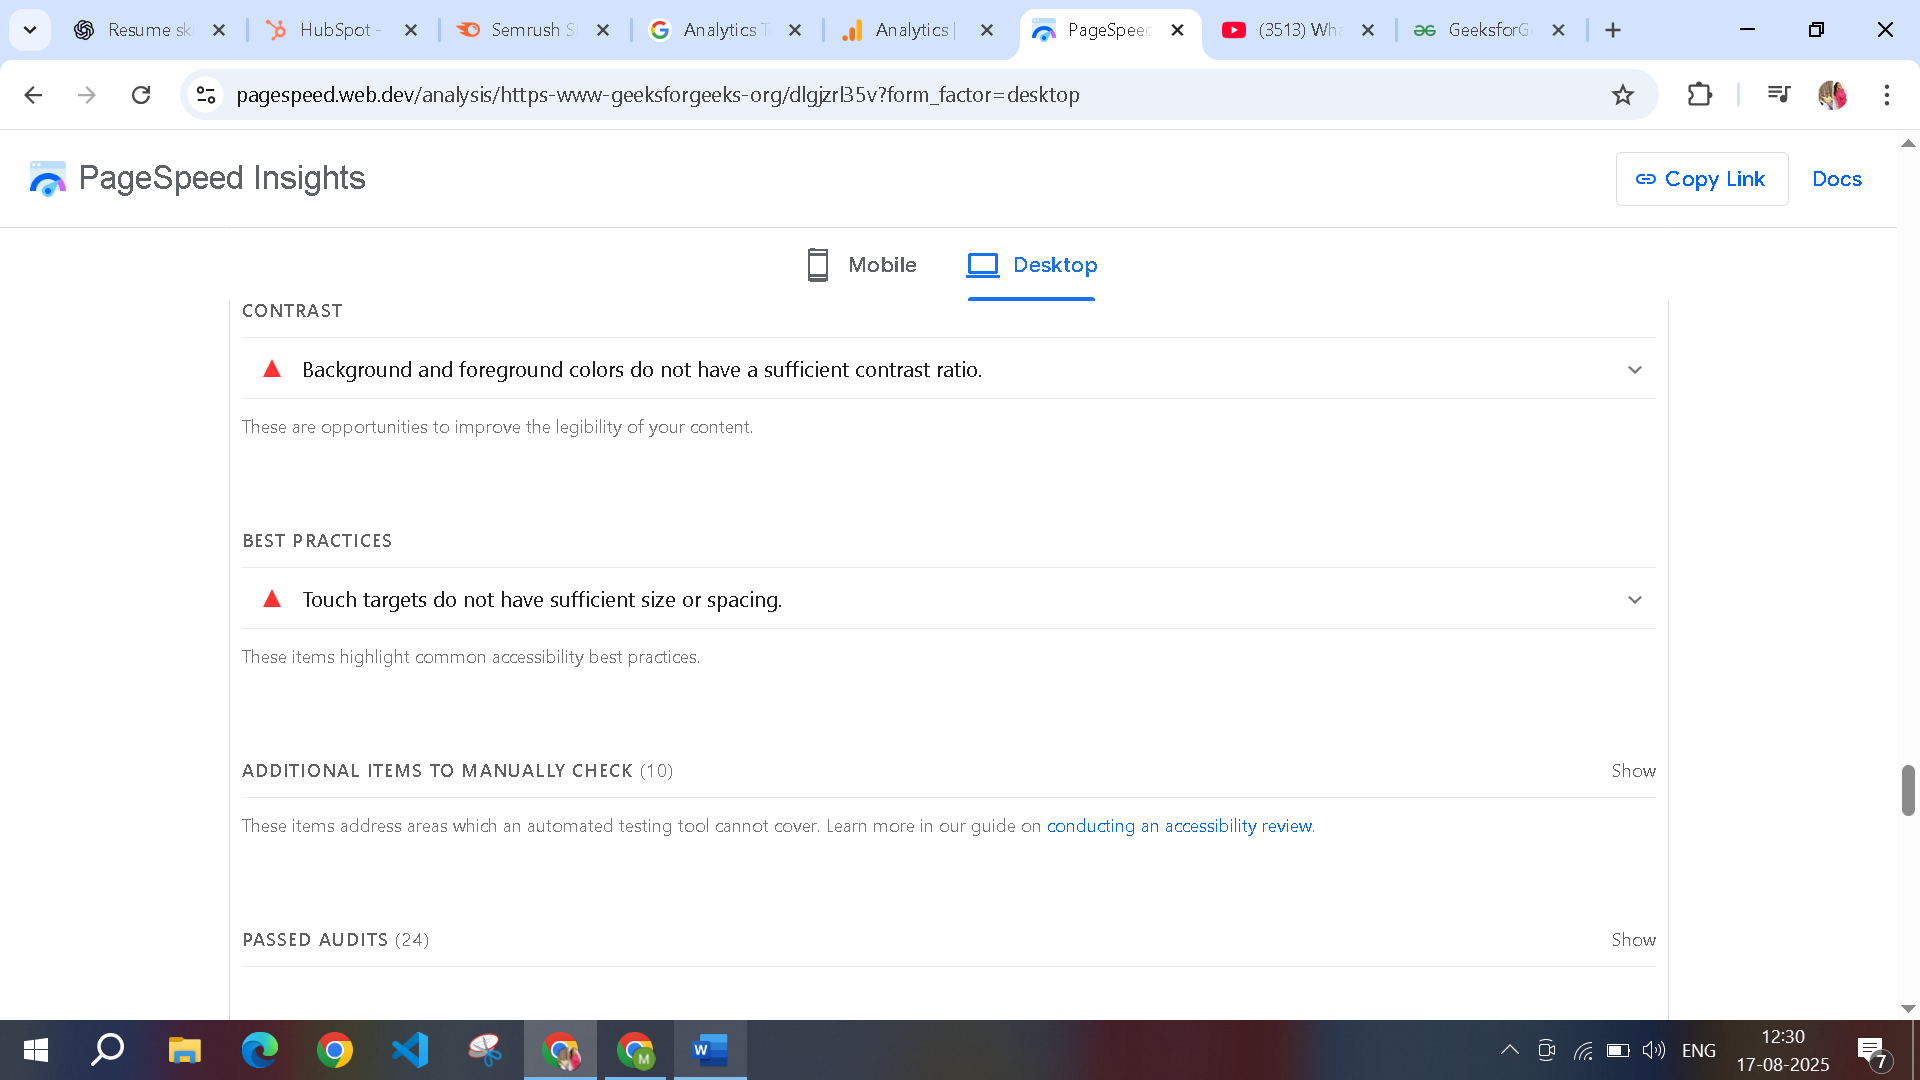 Resume sk
HubSpot -
Semrush S
Analytics T
Analytics |
PageSpeed
(3513) Wha
GeeksforG
pagespeed.web.dev/analysis/https-www-geeksforgeeks-org/dlgjzrl35v?form_factor=desktop
PageSpeed Insights
Copy Link
Docs
Mobile
Desktop
CONTRAST
Background and foreground colors do not have a sufficient contrast ratio.
These are opportunities to improve the legibility of your content.
BEST PRACTICES
Touch targets do not have sufficient size or spacing.
These items highlight common accessibility best practices.
ADDITIONAL ITEMS TO MANUALLY CHECK (10)
Show
These items address areas which an automated testing tool cannot cover. Learn more in our guide on conducting an accessibility review.
PASSED AUDITS (24)
Show
M
W
ENG
12:30
17-08-2025
7